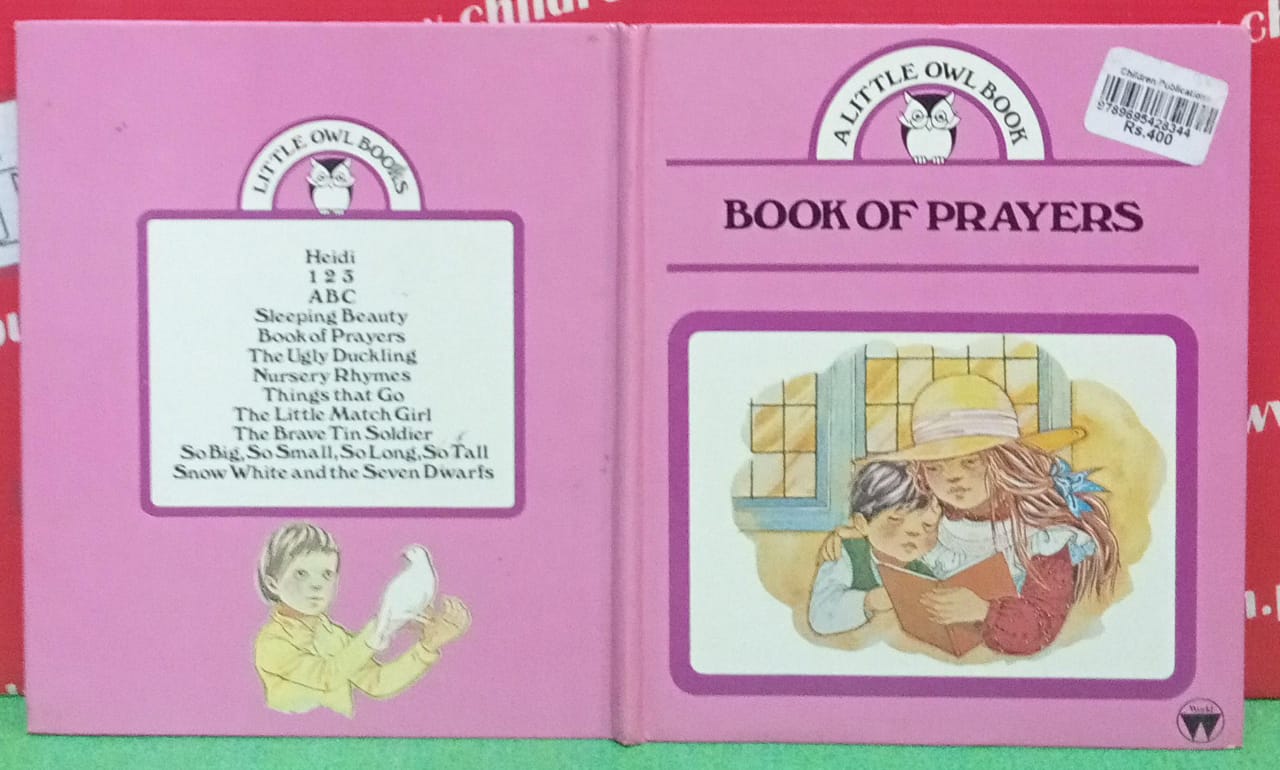 LITTLE OWL BOOKS
Heidi
1 2 3
ABC
Sleeping Beauty
Book of Prayers
The Ugly Duckling
Nursery Rhymes
Things that Go
The Little Match Girl
The Brave Tin Soldier
So Big, So Small, So Long, So Tall
Snow White and the Seven Dwarfs
A LITTLE OWL BOOK
BOOK OF PRAYERS
Children Publications
9789695428344
Rs.400
World